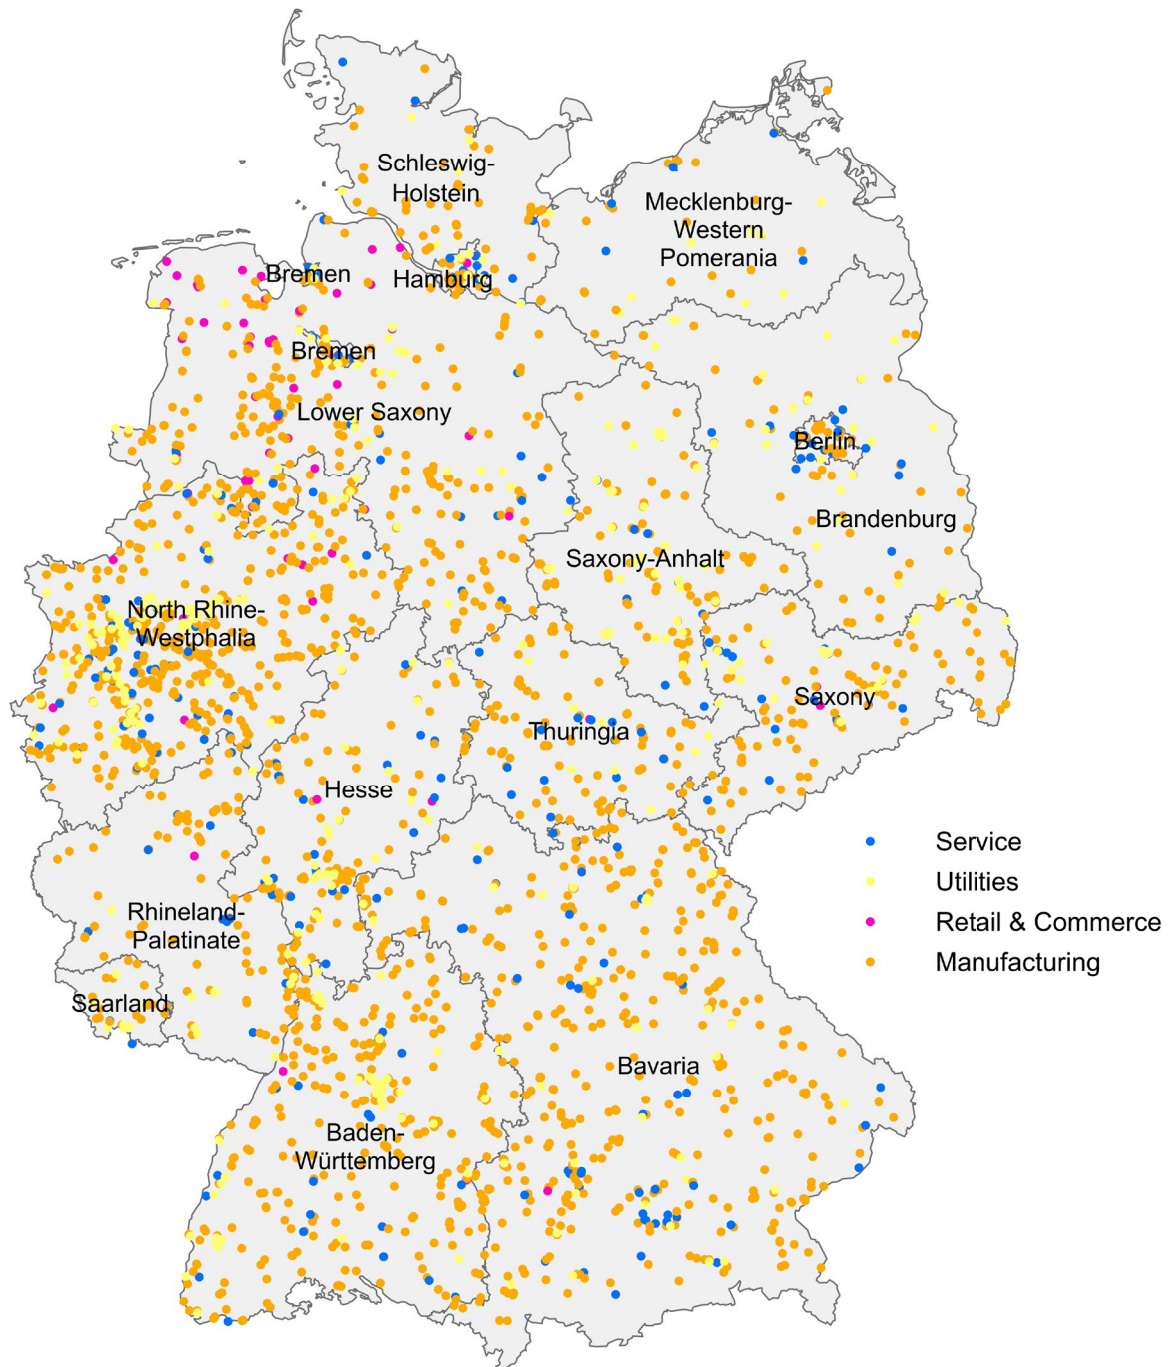 Schleswig-
Holstein
Mecklenburg-
Western
Pomerania
Bremen
Hamburg
Bremen
Lower Saxony
Berlin
Brandenburg
Saxony-Anhalt
North Rhine-
Westphalia
Saxony
Thuringia
Hesse
Service
Utilities
Retail & Commerce
Manufacturing
Rhineland-
Palatinate
Saarland
Bavaria
Baden-
Württemberg